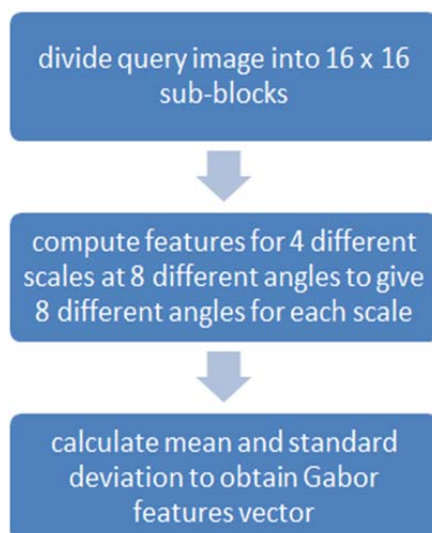 divide query image into 16 x 16
sub-blocks
compute features for 4 different
scales at 8 different angles to give
8 different angles for each scale
calculate mean and standard
deviation to obtain Gabor
features vector